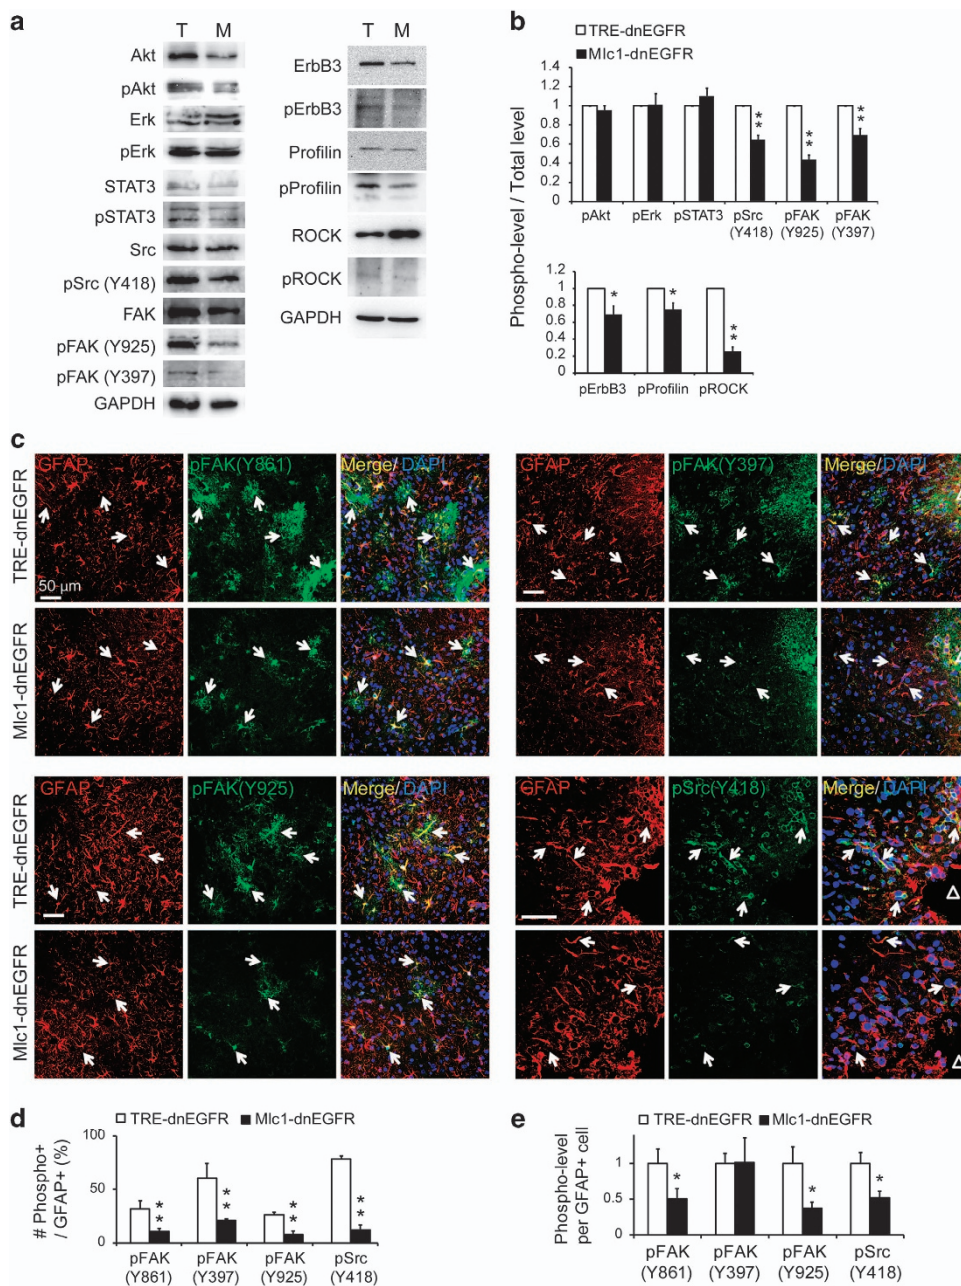 a
T M
Akt
pAkt
Erk
pErk
STAT3
pSTAT3
Src
pSrc (Y418)
FAK
pFAK (Y925)
pFAK (Y397)
GAPDH
T M
ErbB3
pErbB3
Profilin
pProfilin
ROCK
pROCK
GAPDH
b
TRE-dnEGFR
Mlc1-dnEGFR
Phospho-level / Total level
1.4
1.2
1
0.8
0.6
0.4
0.2
0
** ** **
pAkt pErk pSTAT3 pSrc pFAK pFAK
(Y418) (Y925) (Y397)
1.2
1
0.8
0.6
0.4
0.2
0
* * **
pErbB3 pProfilin pROCK
c
TRE-dnEGFR
GFAP pFAK(Y861) Merge/DAPI
50 µm
Mlc1-dnEGFR
GFAP pFAK(Y397) Merge/DAPI
TRE-dnEGFR
GFAP pFAK(Y925) Merge/DAPI
Mlc1-dnEGFR
GFAP pSrc(Y418) Merge/DAPI
d
TRE-dnEGFR Mlc1-dnEGFR
# Phospho+
/ GFAP+ (%)
100
50
0
** ** ** **
pFAK pFAK pFAK pSrc
(Y861) (Y397) (Y925) (Y418)
e
TRE-dnEGFR Mlc1-dnEGFR
Phospho-level
per GFAP+ cell
1
0.5
0
* * *
pFAK pFAK pFAK pSrc
(Y861) (Y397) (Y925) (Y418)